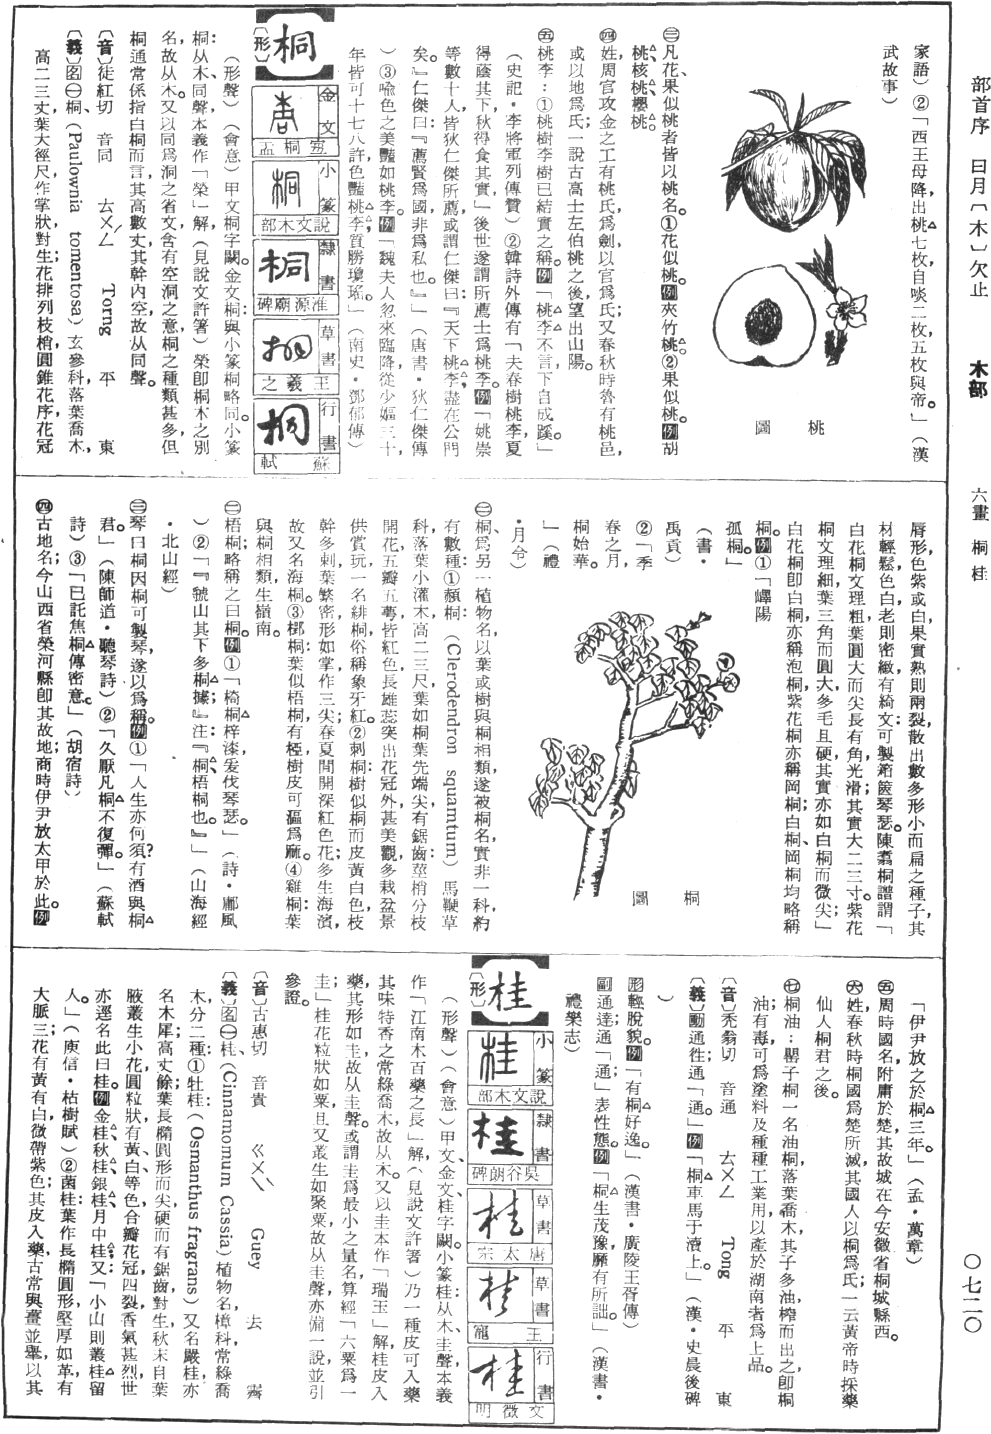 部首序　曰月〔木〕欠止　木部　六畫　桐桂　〇七二〇
家語）②「西王母降出桃七枚自啖二枚，五枚與帝。」（漢
武故事）
桃圖
㊂凡花果似桃者皆以桃名。①花似桃。例夾竹桃。②果似桃。例胡
桃、核桃、櫻桃。
㊃姓周官攻金之工有桃氏爲劍，以官爲氏；又春秋時魯有桃邑，
或以地爲氏。一說古高士左伯桃之後，望出山陽。
㊄桃李：①桃樹李樹已結實之稱。例「桃李不言，下自成蹊。」
（史記・李將軍列傳贊）②韓詩外傳有「夫春樹桃李，夏
得蔭其下，秋得食其實」後世遂謂所薦士爲桃李。例「姚崇
等數十人，皆狄仁傑所薦，或謂仁傑曰：『天下桃李，盡在公門
矣。』仁傑曰：『薦賢爲國，非爲私也。』」（唐書・狄仁傑傳
）③喩色之美豔如桃李。例「魏夫人忽來臨降，從少嫗三十，
年皆可十七八許，色豔桃李，質勝瓊瑤。」（南史・鄧郁傳）
桐
〔形〕
金文
寏桐盂
小篆
說文木部
隸書
淮源廟碑
草書
王羲之
行書
蘇軾
（形聲）（會意）甲文桐字闕。金文桐：與小篆桐略同。小篆
桐：从木、同聲，本義作「榮」解（見說文許箸）榮即桐木之別
名，故从木。又以同爲洞之省文，含有空洞之意，桐之種類甚多，但
桐通常係指白桐而言，其高數丈，其幹內空，故从同聲。
〔音〕徒紅切　音同　ㄊㄨㄥˊ　Torng　平　東
〔義〕名㊀桐，（Paulownia tomentosa）玄參科，落葉喬木，
高二三丈，葉大徑尺，作掌狀，對生；花排列枝梢，圓錐花序，花冠
脣形，色紫或白，果實熟則兩裂，散出數多形小而扁之種子，其
材輕鬆，色白，老則密緻有綺文；可製箱篋琴瑟。陳翥桐譜謂「
白花桐文理粗，葉圓大而尖長有角，光滑；其實大二三寸。紫花
桐文理細，葉三角而圓，大，多毛且硬，其實亦如白桐而微尖」
白花桐即白桐，亦稱泡桐，紫花桐亦稱岡桐；白桐、岡桐均略稱
桐。例①「嶧陽
孤桐。」
（書・
禹貢）
②「季
春之月，
桐始華。
」（禮
・月令）
桐圖
㊁桐，爲另一植物名，以葉或樹與桐相類，遂被桐名，實非一科，約
有數種：①赬桐：（Clerodendron squamtum）馬鞭草
科，落葉小灌木，高二三尺，葉如桐葉，先端尖，有鋸齒；莖梢分枝
開花，五瓣五萼，皆紅色，長雄蕊突出花冠外，甚美觀，多栽盆景
供賞玩，一名緋桐，俗稱象牙紅。②刺桐：樹似桐而皮黃白色，枝
幹多刺，葉繁密，形如掌，作三尖，春夏間開深紅色花；多生海濱，
故又名海桐。③梛桐：葉似梧桐，有極，樹皮可漚爲麻。④雞桐：葉
與桐相類，生嶺南。
㊂梧桐，略稱之曰桐。例①「椅桐梓漆，爰伐琴瑟。」（詩・鄘風
）②「『號山其下多桐據』注：『桐，梧桐也。』」（山海經
・北山經）
㊂琴曰桐，因桐可製琴，遂以爲稱。例①「人生亦何須？有酒與桐
君。」（陳師道・聽琴詩）②「久厭凡桐不復彈。」（蘇軾
詩）③「已託焦桐傳密意。」（胡宿詩）
㊃古地名；今山西省榮河縣即其故地；商時伊尹放太甲於此。例
「伊尹放之於桐三年。」（孟・萬章）
㊄周時國名，附庸於楚，其故城在今安徽省桐城縣西。
㊅姓，春秋時桐國爲楚所滅，其國人以桐爲氏；一云黃帝時採藥
仙人桐君之後。
㊆桐油：罌子桐一名油桐，落葉喬木，其子多油，榨而出之，即桐
油；有毒，可爲塗料及種種工業用，以產於湖南者爲上品。
〔音〕禿翁切　音通　ㄊㄨㄥ　Tong　平　東
〔義〕動通徃；通「通」。例「桐車馬于瀆上。」（漢・史晨後碑
）
形輕脫貌。例「有桐好逸。」（漢書・廣陵王胥傳）
副通達；通「通」，表性態。例「桐生茂豫，靡有所詘。」（漢書・
禮樂志）
桂
〔形〕
小篆
說文木部
隸書
吳谷朗碑
草書
唐太宗
草書
王寵
行書
文徵明
（形聲）（會意）甲文、金文、桂字闕。小篆桂：从木、圭聲，本義
作「江南木百藥之長」解（見說文許箸）乃一種皮可入藥
其味特香之常綠喬木，故从木。又以圭本作「瑞玉」解，桂皮入
藥，其形如圭，故从圭聲。或謂圭爲最小之量名，算經「六粟爲一
圭」，桂花粒狀如粟，且又叢生如聚粟，故从圭聲，亦備一說，並引
參證。
〔音〕古惠切　音貴　ㄍㄨㄟˋ　Guey　去　霽
〔義〕名㊀桂，（Cinnamomum Cassia）植物名，樟科，常綠喬
木，分二種：①牡桂：（Osmanthus fragrans）又名嚴桂，亦
名木犀，高丈餘，葉長橢圓形而尖，硬而有鋸齒，對生，秋末自葉
腋叢生小花，圓粒狀，有黃、白等色，合瓣花冠四裂，香氣甚烈，世
亦逕名此曰桂。例金桂、秋桂、銀桂、月中桂；又：「小山則叢桂留
人。」（庾信・枯樹賦）②菌桂：葉作長橢圓形，堅厚如革，有
大脈三；花有黃有白，微帶紫色；其皮入藥，古常與薑並舉，以其